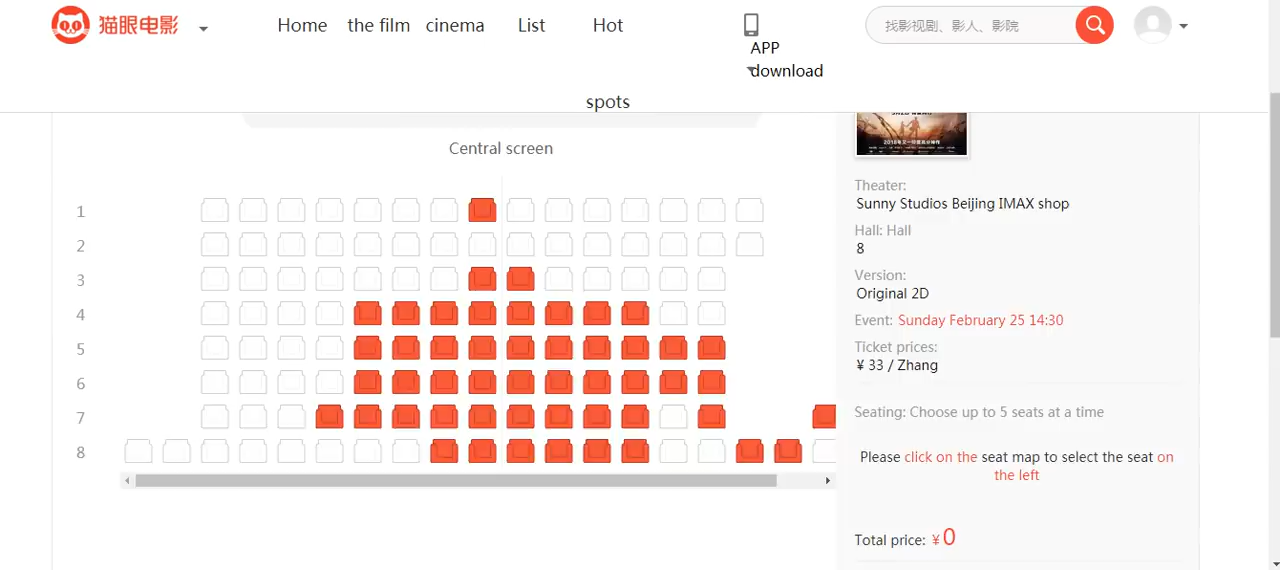 猫眼电影
Home the film cinema List Hot
spots
APP
download
找影视剧、影人、影院
Central screen
1
2
3
4
5
6
7
8
Theater:
Sunny Studios Beijing IMAX shop
Hall: Hall
8
Version:
Original 2D
Event: Sunday February 25 14:30
Ticket prices:
¥ 33 / Zhang
Seating: Choose up to 5 seats at a time
Please click on the seat map to select the seat on
the left
Total price: ¥0